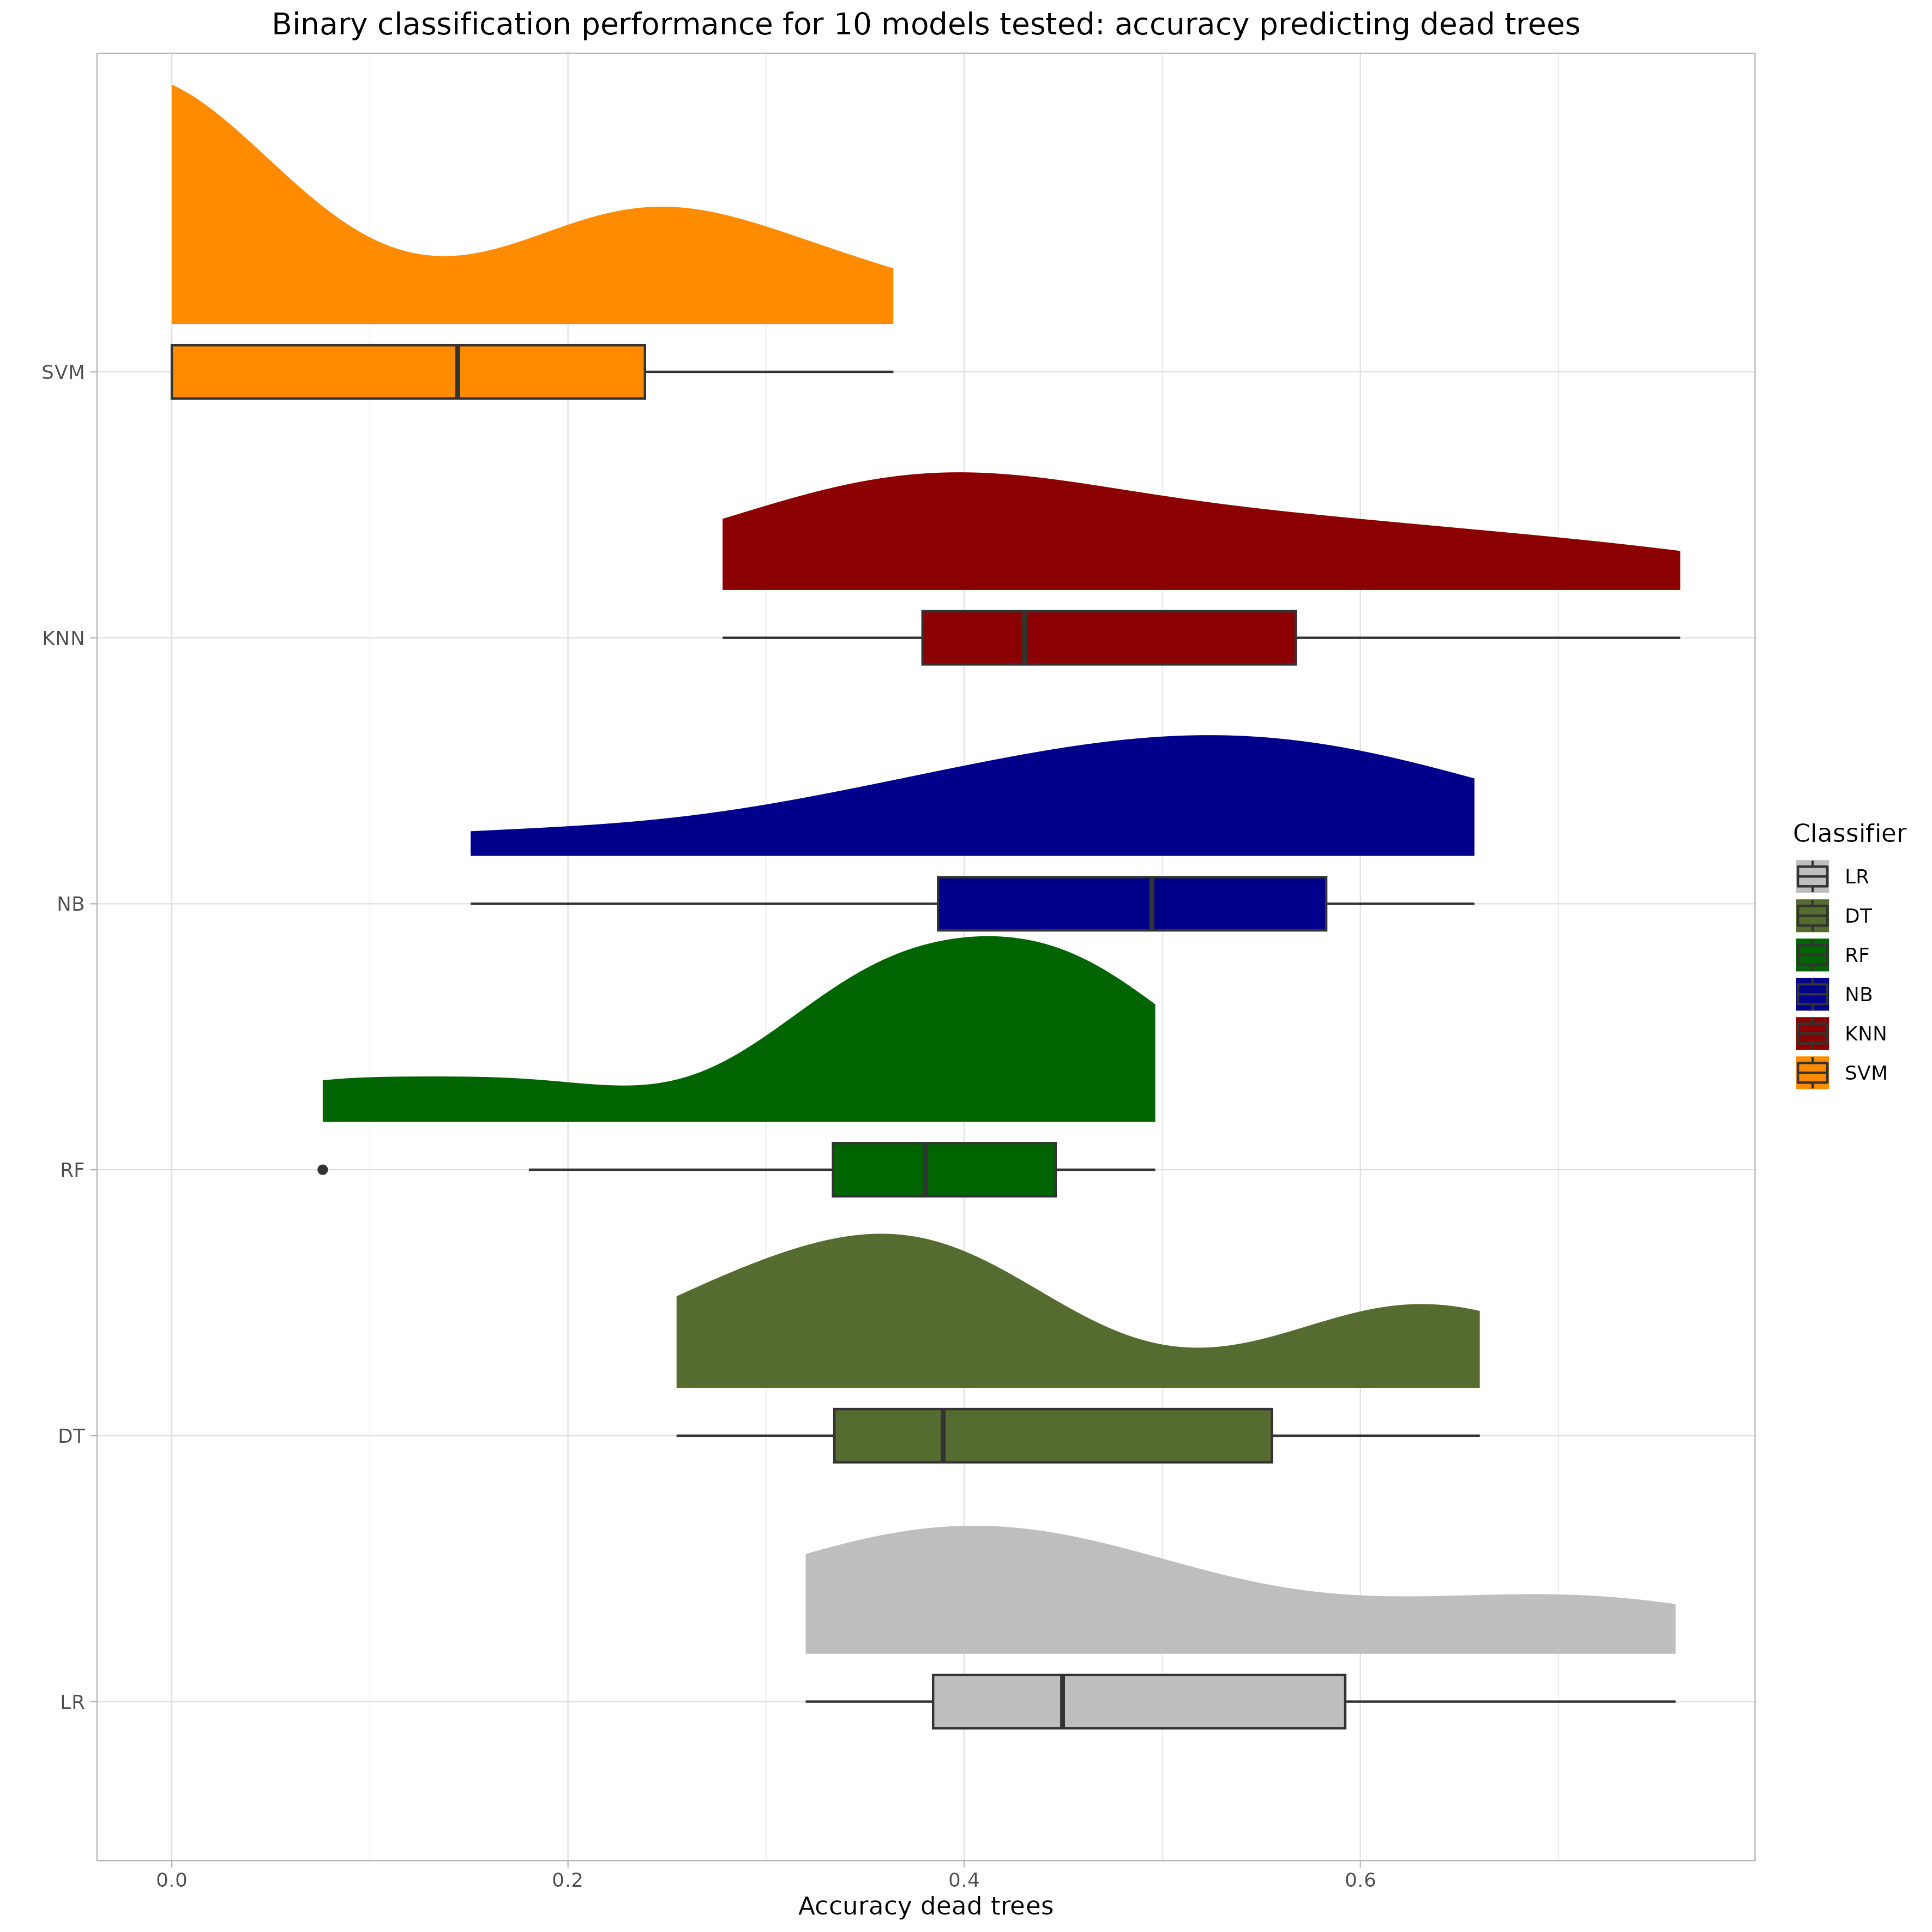 Binary classification performance for 10 models tested: accuracy predicting dead trees
SVM
KNN
NB
RF
DT
LR
0.0 0.2 0.4 0.6
Accuracy dead trees
Classifier
LR
DT
RF
NB
KNN
SVM